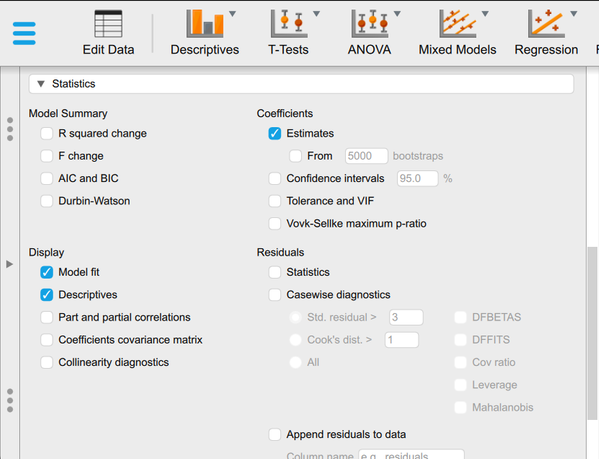 Edit Data
Descriptives
T-Tests
ANOVA
Mixed Models
Regression
Statistics
Model Summary
R squared change
F change
AIC and BIC
Durbin-Watson
Coefficients
Estimates
From 5000 bootstraps
Confidence intervals 95.0 %
Tolerance and VIF
Vovk-Sellke maximum p-ratio
Display
Model fit
Descriptives
Part and partial correlations
Coefficients covariance matrix
Collinearity diagnostics
Residuals
Statistics
Casewise diagnostics
Std. residual > 3
Cook's dist. > 1
All
DFBETAS
DFFITS
Cov ratio
Leverage
Mahalanobis
Append residuals to data
Column name e.g., residuals